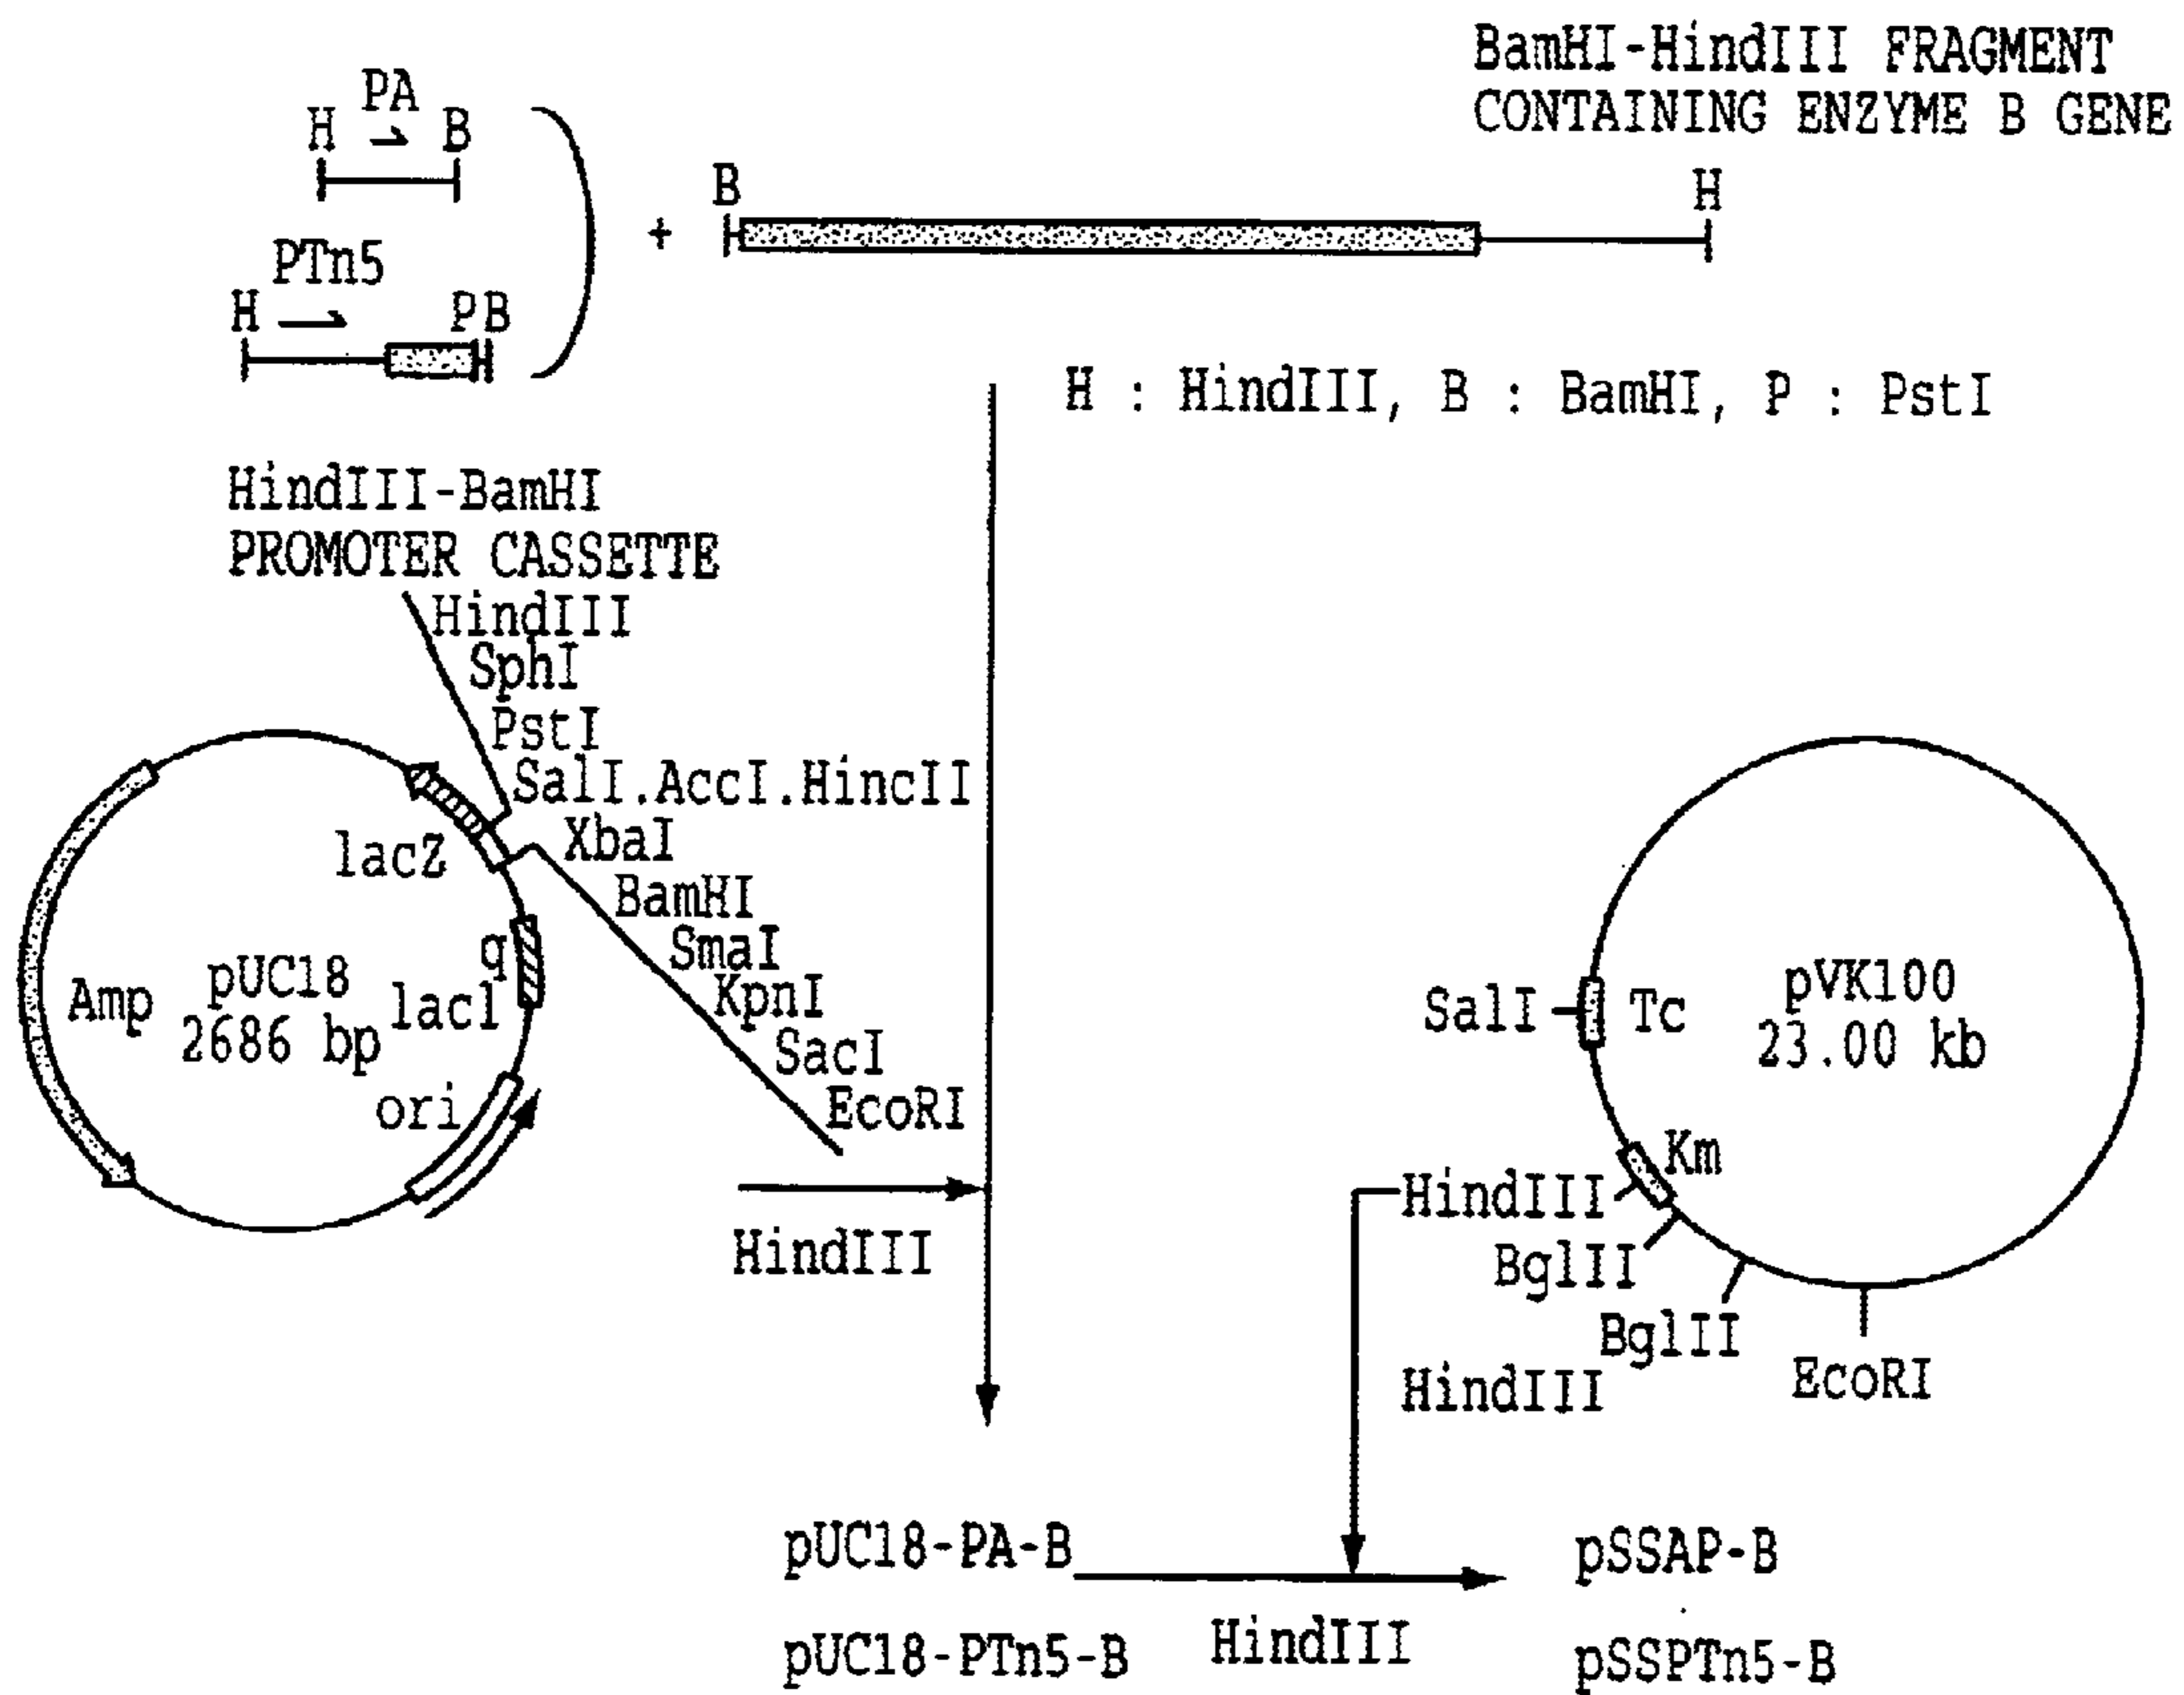 BamHI-HindIII FRAGMENT
CONTAINING ENZYME B GENE
PA
H B
B
H
PTn5
H PB
H : HindIII, B : BamHI, P : PstI
HindIII-BamHI
PROMOTER CASSETTE
HindIII
SphI
PstI
SalI.AccI.HincII
XbaI
BamHI
SmaI
KpnI
SacI
EcoRI
lacZ
q
lacl
Amp
pUC18
2686 bp
ori
HindIII
pVK100
23.00 kb
SalI
Tc
Km
HindIII
BglII
BglII
EcoRI
HindIII
pUC18-PA-B
pUC18-PTn5-B
HindIII
pSSAP-B
pSSPTn5-B
+